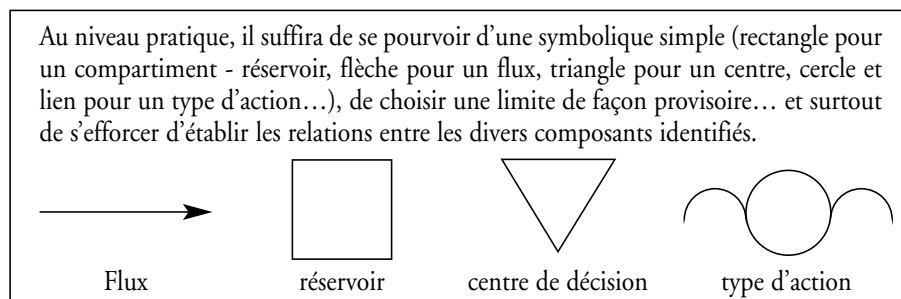 Au niveau pratique, il suffira de se pourvoir d'une symbolique simple (rectangle pour
un compartiment - réservoir, flèche pour un flux, triangle pour un centre, cercle et
lien pour un type d'action…), de choisir une limite de façon provisoire… et surtout
de s'efforcer d'établir les relations entre les divers composants identifiés.
Flux réservoir centre de décision type d'action